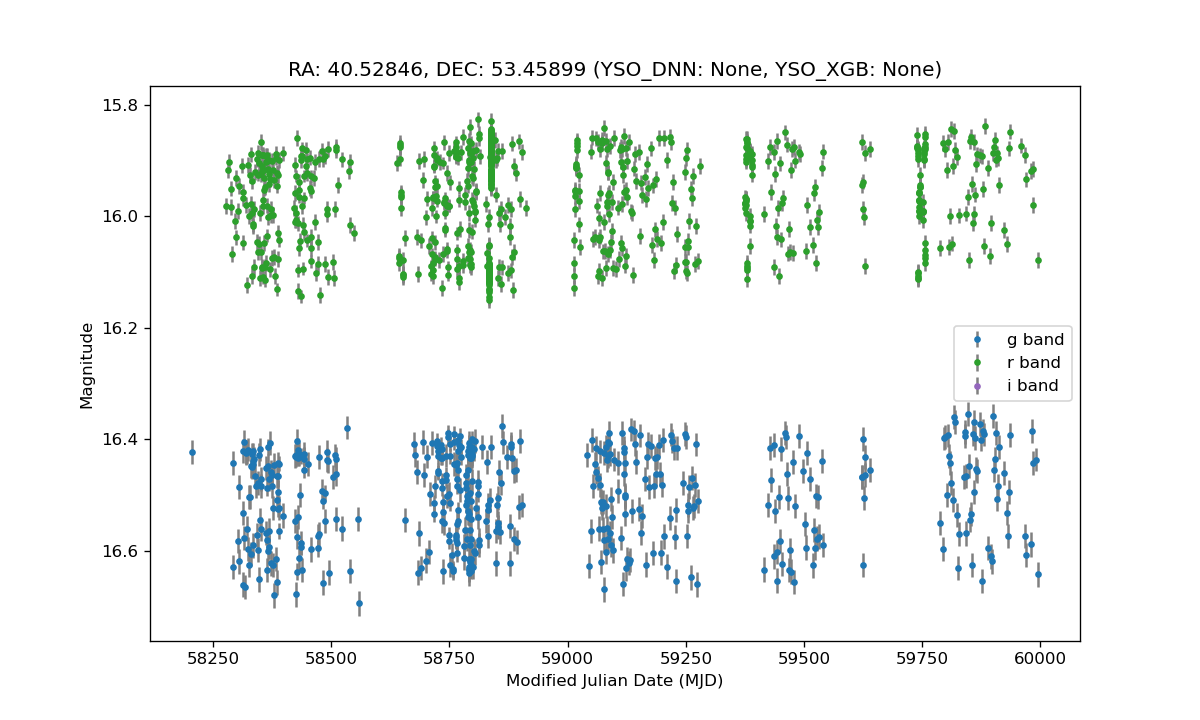 RA: 40.52846, DEC: 53.45899 (YSO_DNN: None, YSO_XGB: None)
15.8
16.0
16.2
16.4
16.6
Magnitude
g band
r band
i band
58250 58500 58750 59000 59250 59500 59750 60000
Modified Julian Date (MJD)